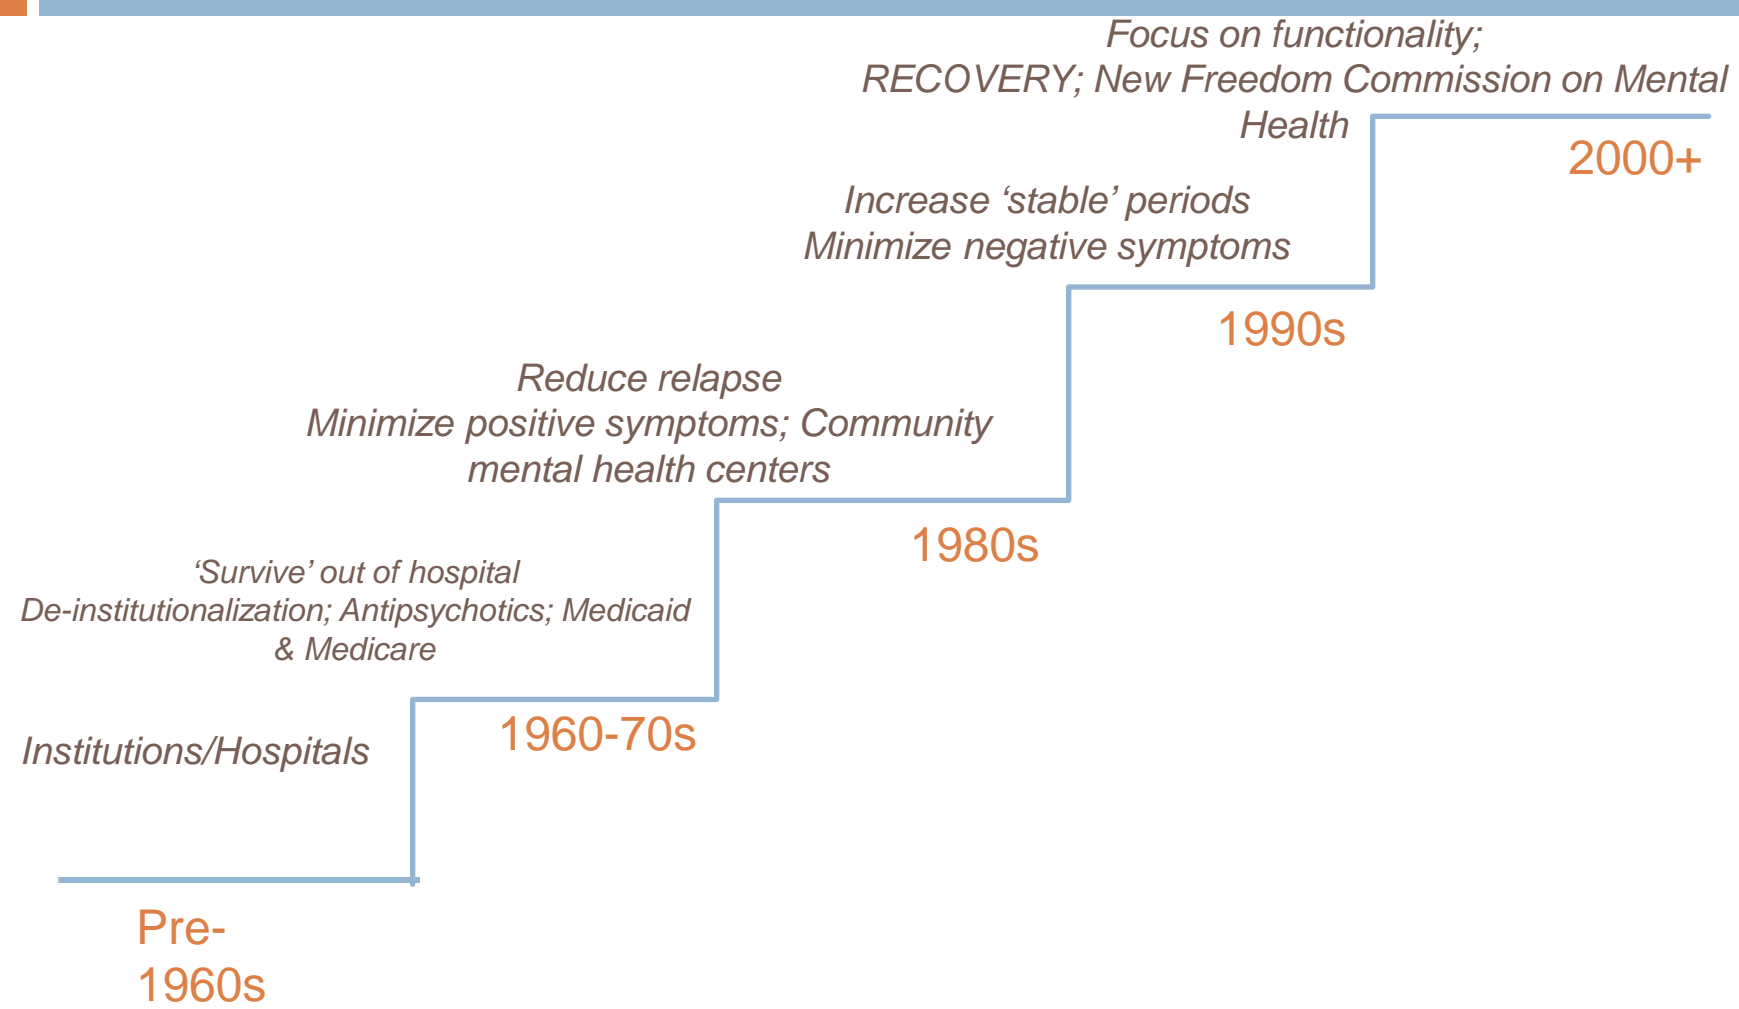 Focus on functionality;
RECOVERY; New Freedom Commission on Mental
Health
2000+
Increase ‘stable’ periods
Minimize negative symptoms
1990s
Reduce relapse
Minimize positive symptoms; Community
mental health centers
1980s
‘Survive’ out of hospital
De-institutionalization; Antipsychotics; Medicaid
& Medicare
1960-70s
Institutions/Hospitals
Pre-
1960s